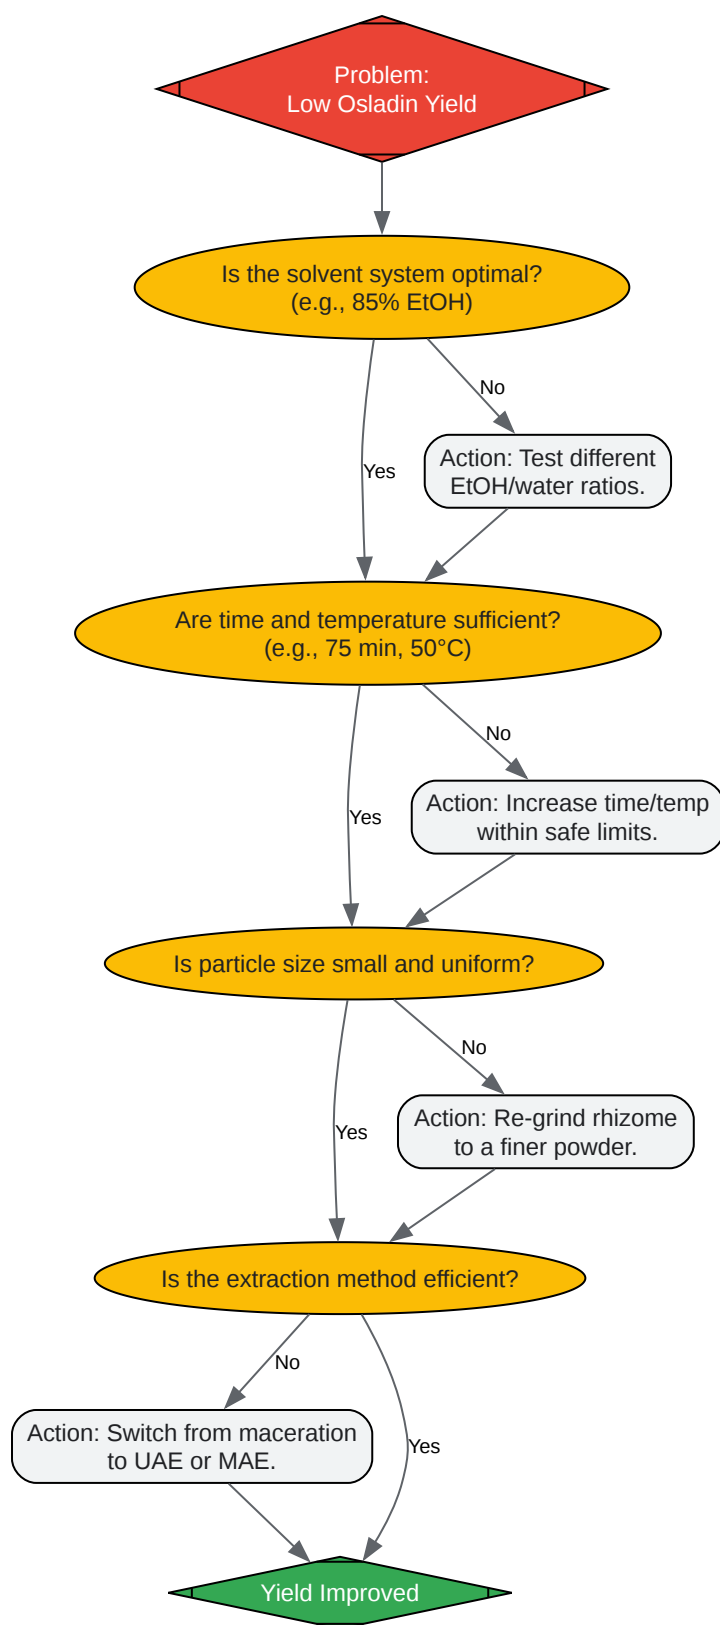 Problem:
Low Osladin Yield
Is the solvent system optimal?
(e.g., 85% EtOH)
No
Yes
Action: Test different
EtOH/water ratios.
Are time and temperature sufficient?
(e.g., 75 min, 50°C)
No
Yes
Action: Increase time/temp
within safe limits.
Is particle size small and uniform?
No
Yes
Action: Re-grind rhizome
to a finer powder.
Is the extraction method efficient?
No
Yes
Action: Switch from maceration
to UAE or MAE.
Yield Improved